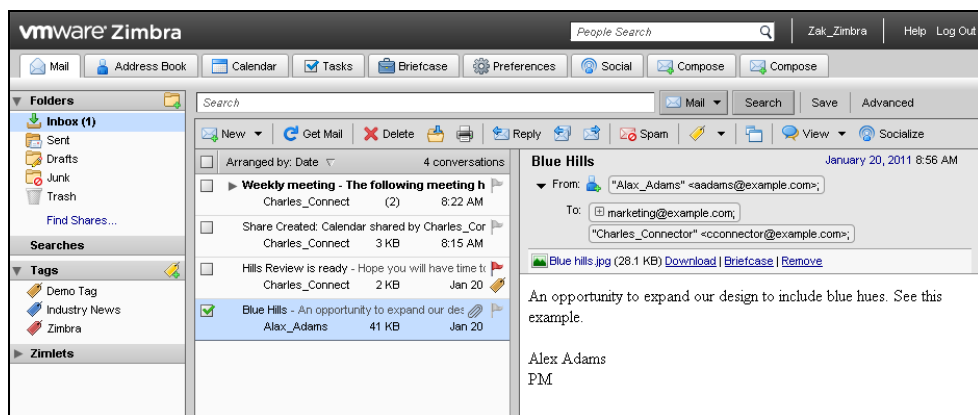 vmware Zimbra People Search Zak_Zimbra Help Log Out
Mail Address Book Calendar Tasks Briefcase Preferences Social Compose Compose
Folders
Inbox (1)
Sent
Drafts
Junk
Trash
Find Shares...
Searches
Tags
Demo Tag
Industry News
Zimbra
Zimlets
Search Mail Search Save Advanced
New Get Mail Delete Reply Spam View Socialize
Arranged by: Date 4 conversations
Weekly meeting - The following meeting h
Charles_Connect (2) 8:22 AM
Share Created: Calendar shared by Charles_Cor
Charles_Connect 3 KB 8:15 AM
Hills Review is ready - Hope you will have time to
Charles_Connect 2 KB Jan 20
Blue Hills - An opportunity to expand our des
Alax_Adams 41 KB Jan 20
Blue Hills January 20, 2011 8:56 AM
From: "Alax_Adams" <aadams@example.com>;
To: marketing@example.com;
"Charles_Connector" <cconnector@example.com>;
Blue hills.jpg (28.1 KB) Download | Briefcase | Remove
An opportunity to expand our design to include blue hues. See this
example.
Alex Adams
PM